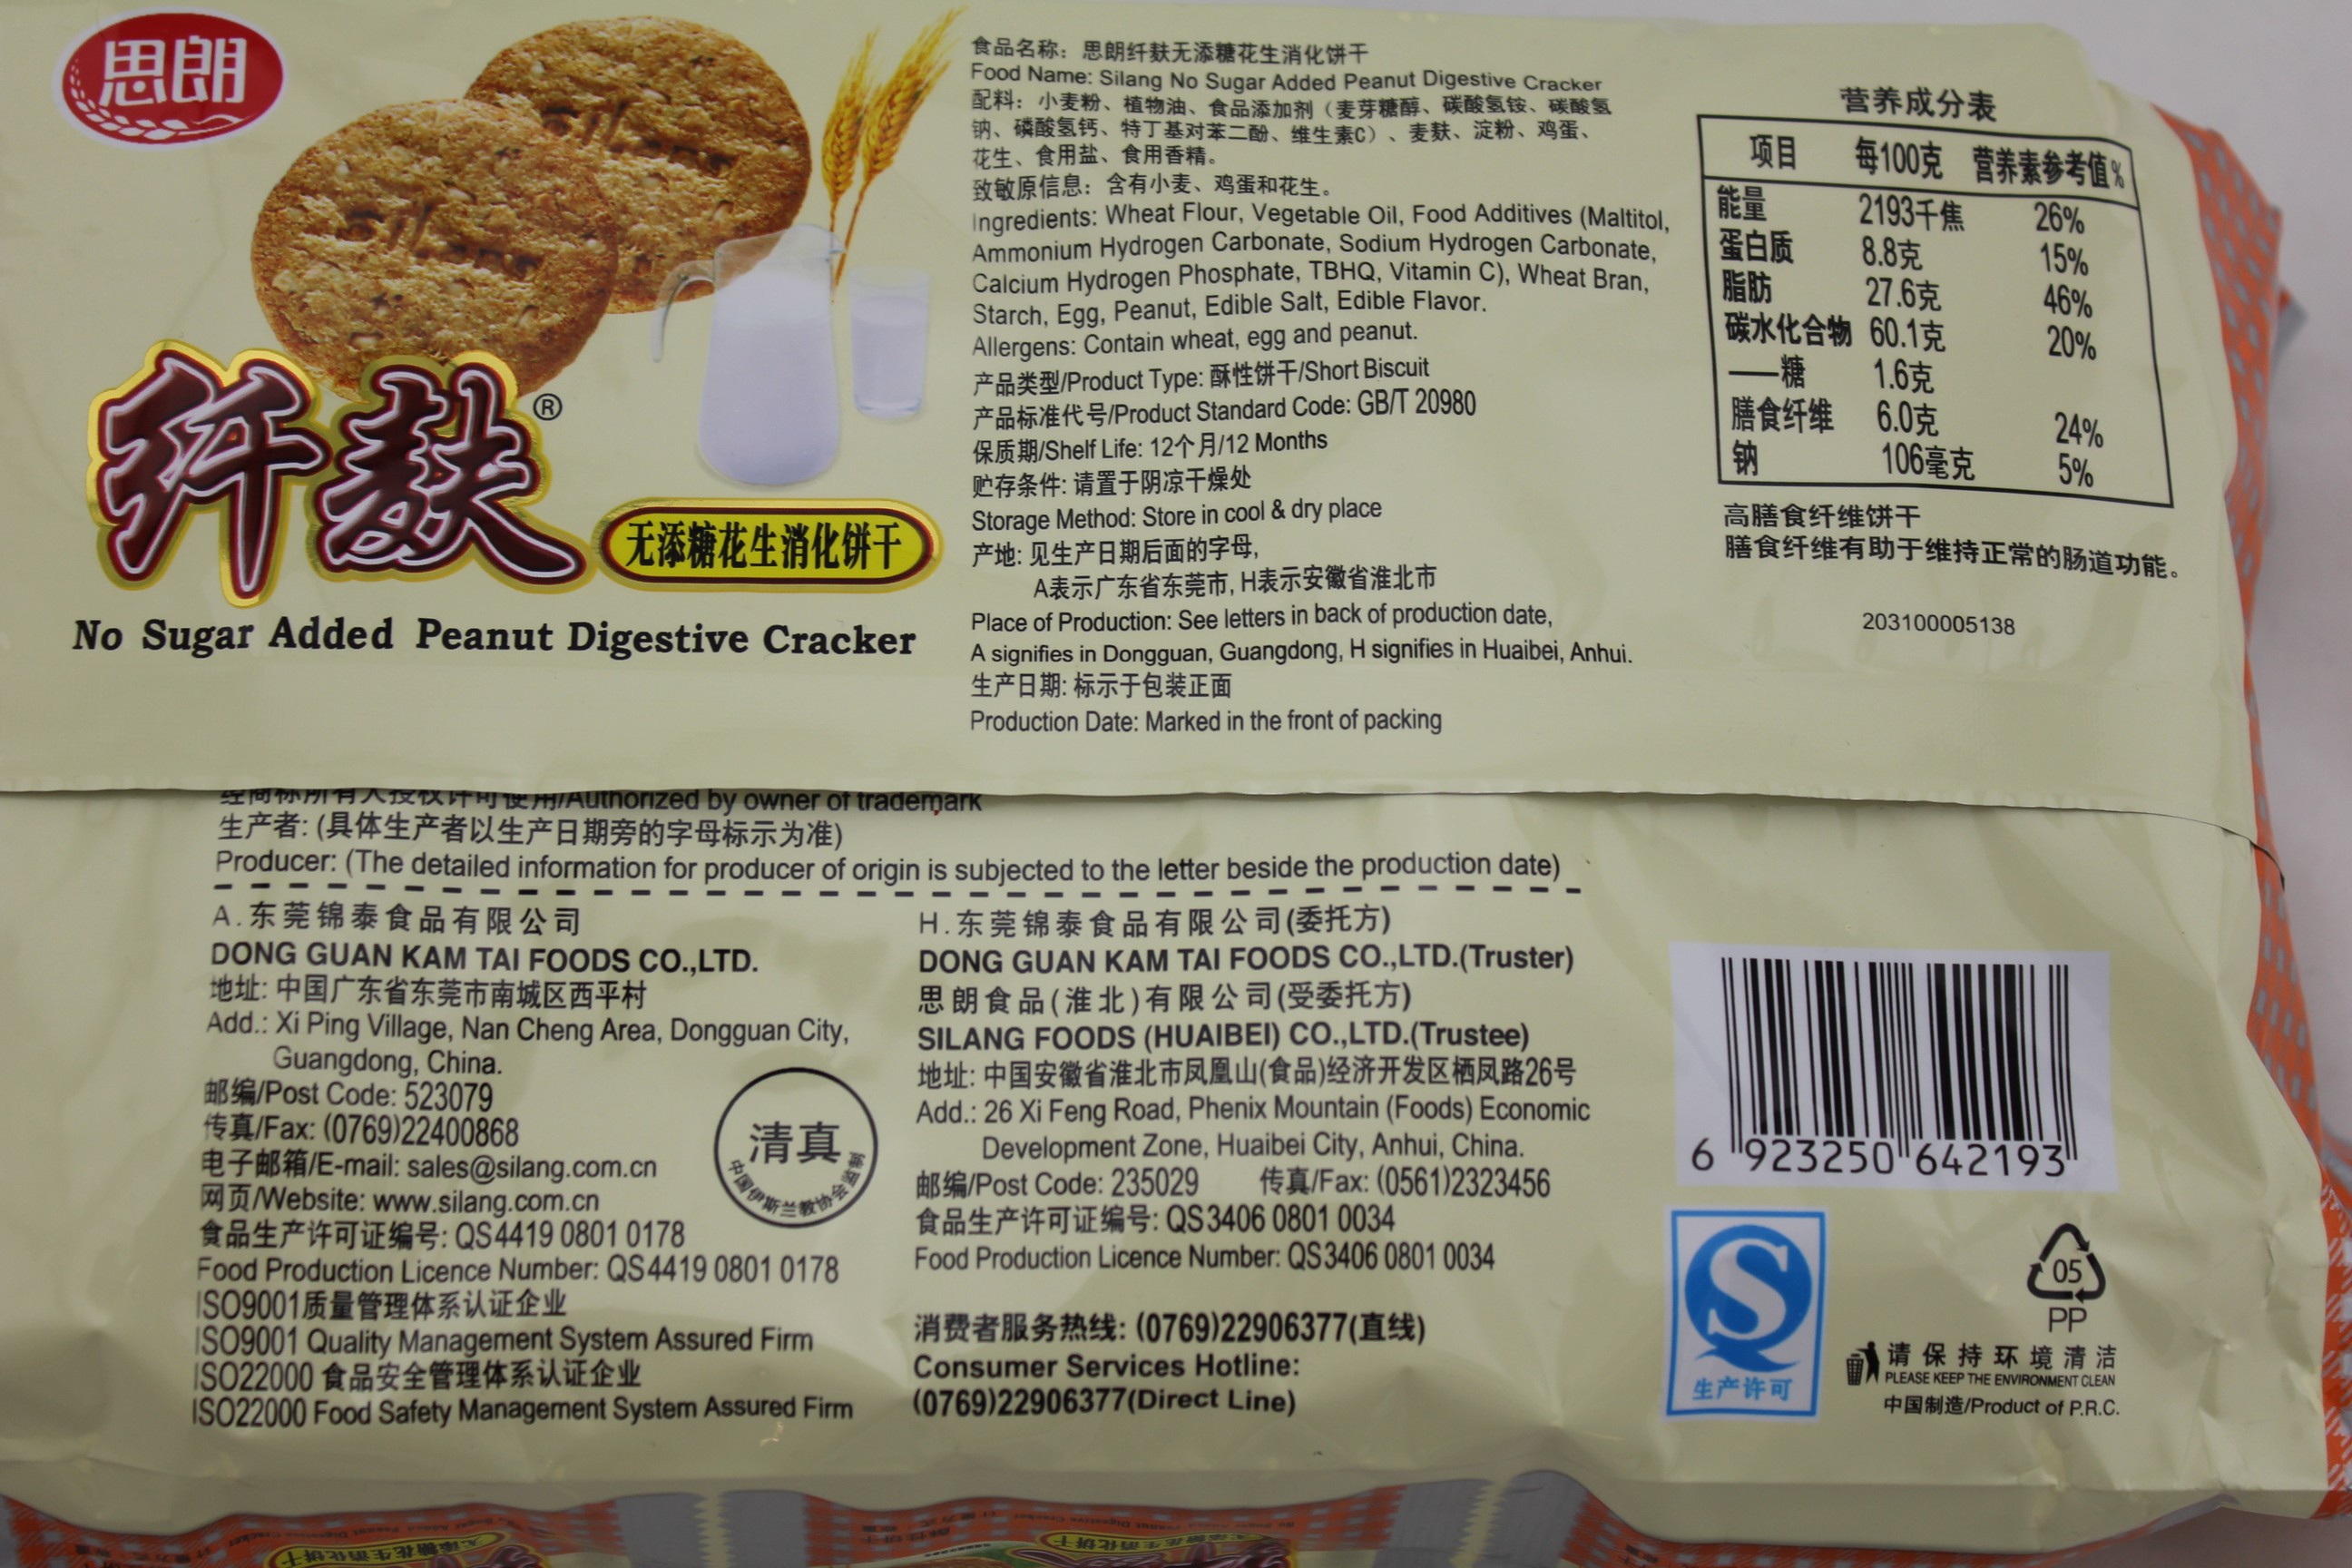 思朗
纤麸®
无添糖花生消化饼干
No Sugar Added Peanut Digestive Cracker
食品名称：思朗纤麸无添糖花生消化饼干
Food Name: Silang No Sugar Added Peanut Digestive Cracker
配料：小麦粉、植物油、食品添加剂（麦芽糖醇、碳酸氢铵、碳酸氢
钠、磷酸氢钙、特丁基对苯二酚、维生素C）、麦麸、淀粉、鸡蛋、
花生、食用盐、食用香精。
致敏原信息：含有小麦、鸡蛋和花生。
Ingredients: Wheat Flour, Vegetable Oil, Food Additives (Maltitol,
Ammonium Hydrogen Carbonate, Sodium Hydrogen Carbonate,
Calcium Hydrogen Phosphate, TBHQ, Vitamin C), Wheat Bran,
Starch, Egg, Peanut, Edible Salt, Edible Flavor.
Allergens: Contain wheat, egg and peanut.
产品类型/Product Type: 酥性饼干/Short Biscuit
产品标准代号/Product Standard Code: GB/T 20980
保质期/Shelf Life: 12个月/12 Months
贮存条件: 请置于阴凉干燥处
Storage Method: Store in cool & dry place
产地: 见生产日期后面的字母,
A表示广东省东莞市, H表示安徽省淮北市
Place of Production: See letters in back of production date,
A signifies in Dongguan, Guangdong, H signifies in Huaibei, Anhui.
生产日期: 标示于包装正面
Production Date: Marked in the front of packing
营养成分表
项目 每100克 营养素参考值%
能量 2193千焦 26%
蛋白质 8.8克 15%
脂肪 27.6克 46%
碳水化合物 60.1克 20%
——糖 1.6克
膳食纤维 6.0克 24%
钠 106毫克 5%
高膳食纤维饼干
膳食纤维有助于维持正常的肠道功能。
203100005138
经商标所有人授权许可使用/Authorized by owner of trademark
生产者: (具体生产者以生产日期旁的字母标示为准)
Producer: (The detailed information for producer of origin is subjected to the letter beside the production date)
A.东莞锦泰食品有限公司
DONG GUAN KAM TAI FOODS CO.,LTD.
地址: 中国广东省东莞市南城区西平村
Add.: Xi Ping Village, Nan Cheng Area, Dongguan City,
Guangdong, China.
邮编/Post Code: 523079
传真/Fax: (0769)22400868
电子邮箱/E-mail: sales@silang.com.cn
网页/Website: www.silang.com.cn
食品生产许可证编号: QS4419 0801 0178
Food Production Licence Number: QS4419 0801 0178
ISO9001质量管理体系认证企业
ISO9001 Quality Management System Assured Firm
ISO22000 食品安全管理体系认证企业
ISO22000 Food Safety Management System Assured Firm
清真
中国伊斯兰教协会监制
H.东莞锦泰食品有限公司(委托方)
DONG GUAN KAM TAI FOODS CO.,LTD.(Truster)
思朗食品(淮北)有限公司(受委托方)
SILANG FOODS (HUAIBEI) CO.,LTD.(Trustee)
地址: 中国安徽省淮北市凤凰山(食品)经济开发区栖凤路26号
Add.: 26 Xi Feng Road, Phenix Mountain (Foods) Economic
Development Zone, Huaibei City, Anhui, China.
邮编/Post Code: 235029 传真/Fax: (0561)2323456
食品生产许可证编号: QS3406 0801 0034
Food Production Licence Number: QS3406 0801 0034
消费者服务热线: (0769)22906377(直线)
Consumer Services Hotline:
(0769)22906377(Direct Line)
6 923250 642193
生产许可
05
PP
请保持环境清洁
PLEASE KEEP THE ENVIRONMENT CLEAN
中国制造/Product of P.R.C.